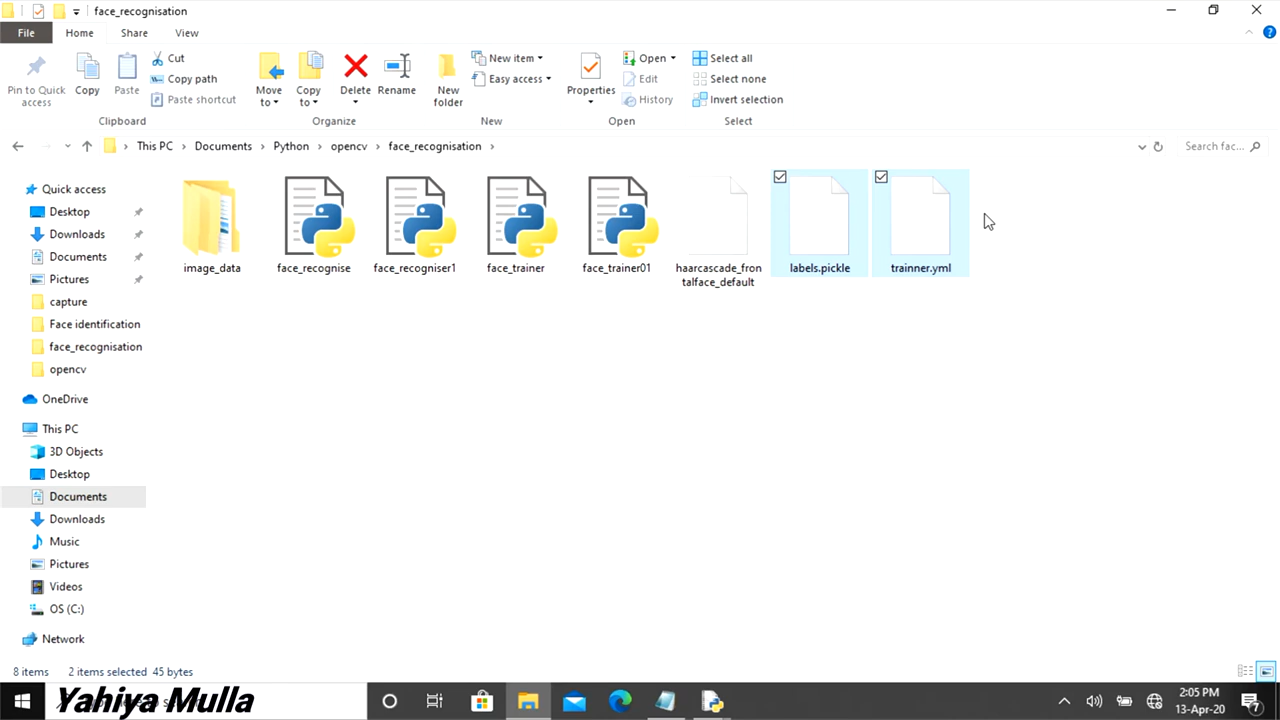 face_recognisation
File Home Share View
Pin to Quick access
Copy
Paste
Cut
Copy path
Paste shortcut
Clipboard
Move to
Copy to
Delete
Rename
Organize
New folder
New item
Easy access
New
Properties
Open
Edit
History
Open
Select all
Select none
Invert selection
Select
This PC > Documents > Python > opencv > face_recognisation >
Search fac...
Quick access
Desktop
Downloads
Documents
Pictures
capture
Face identification
face_recognisation
opencv
OneDrive
This PC
3D Objects
Desktop
Documents
Downloads
Music
Pictures
Videos
OS (C:)
Network
image_data
face_recognise
face_recogniser1
face_trainer
face_trainer01
haarcascade_fron
talface_default
labels.pickle
trainner.yml
8 items 2 items selected 45 bytes
Yahiya Mulla
2:05 PM
13-Apr-20
7